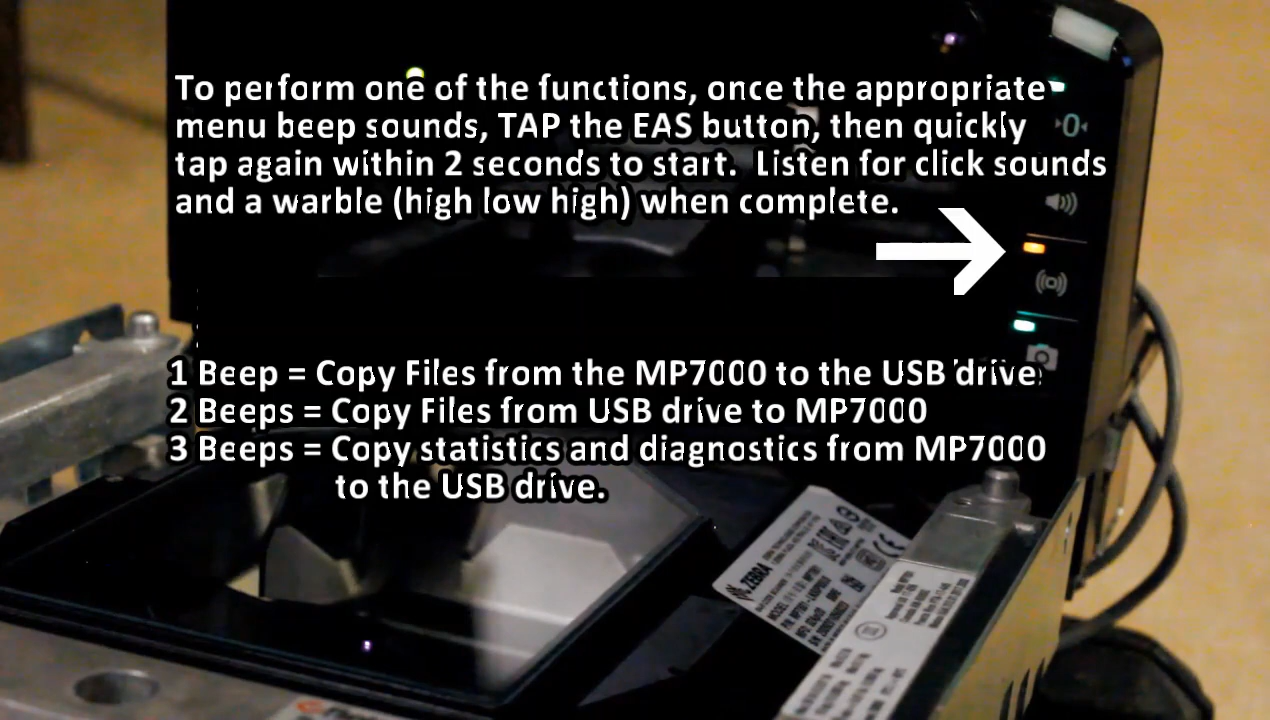 To perform one of the functions, once the appropriate
menu beep sounds, TAP the EAS button, then quickly
tap again within 2 seconds to start.  Listen for click sounds
and a warble (high low high) when complete.
1 Beep = Copy Files from the MP7000 to the USB drive
2 Beeps = Copy Files from USB drive to MP7000
3 Beeps = Copy statistics and diagnostics from MP7000
to the USB drive.
ZEBRA